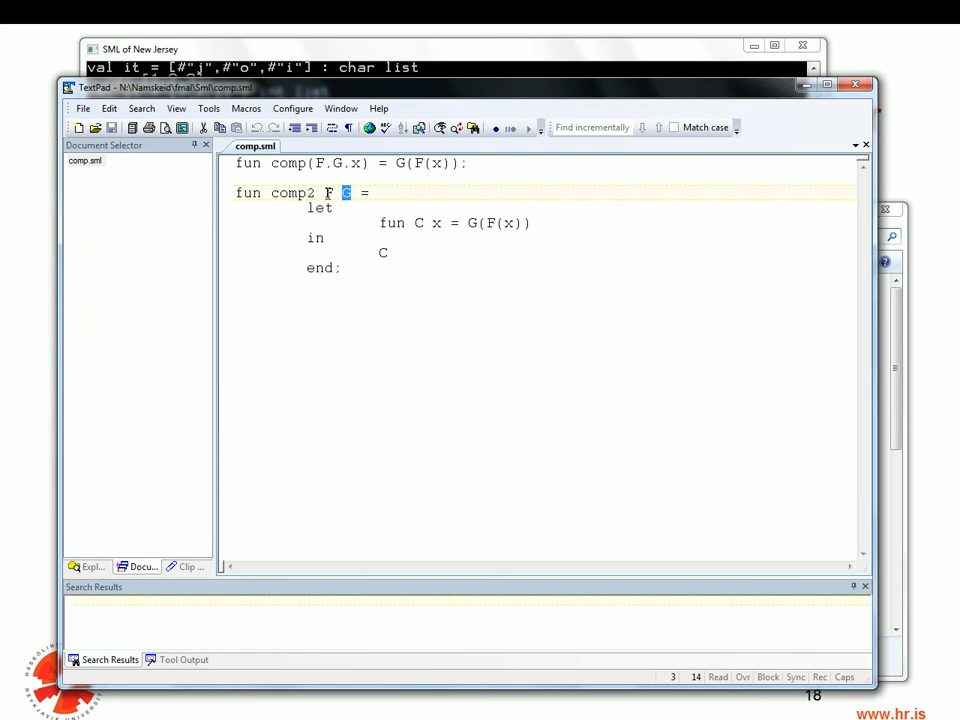 SML of New Jersey
val it = [#"j",#"o",#"i"] : char list
TextPad - N:\Namskeid\fmal\Sml\comp.sml
File Edit Search View Tools Macros Configure Window Help
Find incrementally Match case
Document Selector
comp.sml
comp.sml
fun comp(F,G,x) = G(F(x));
fun comp2 F G =
let
fun C x = G(F(x))
in
C
end;
Expl... Docu... Clip ...
Search Results
Search Results Tool Output
3 14 Read Ovr Block Sync Rec Caps
18
www.hr.is